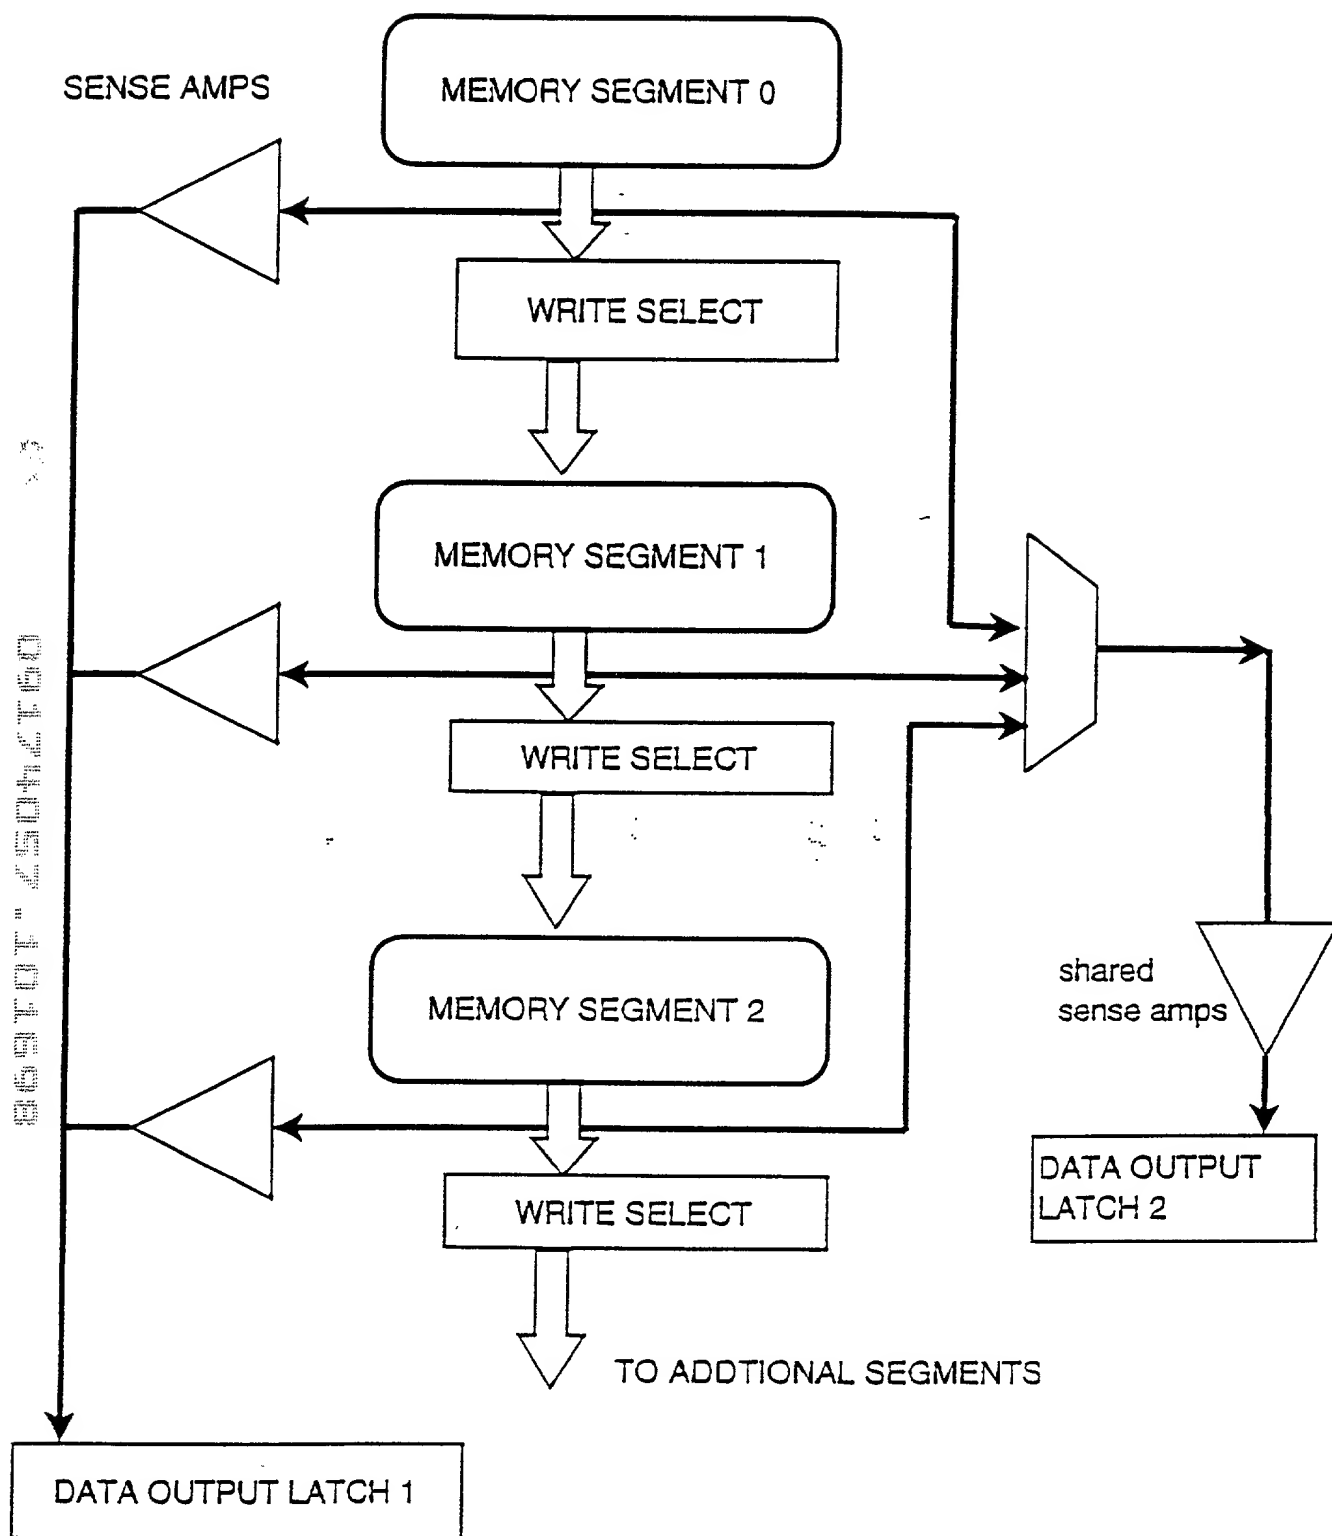 SENSE AMPS
MEMORY SEGMENT 0
WRITE SELECT
MEMORY SEGMENT 1
WRITE SELECT
MEMORY SEGMENT 2
shared
sense amps
WRITE SELECT
DATA OUTPUT
LATCH 2
TO ADDTIONAL SEGMENTS
DATA OUTPUT LATCH 1